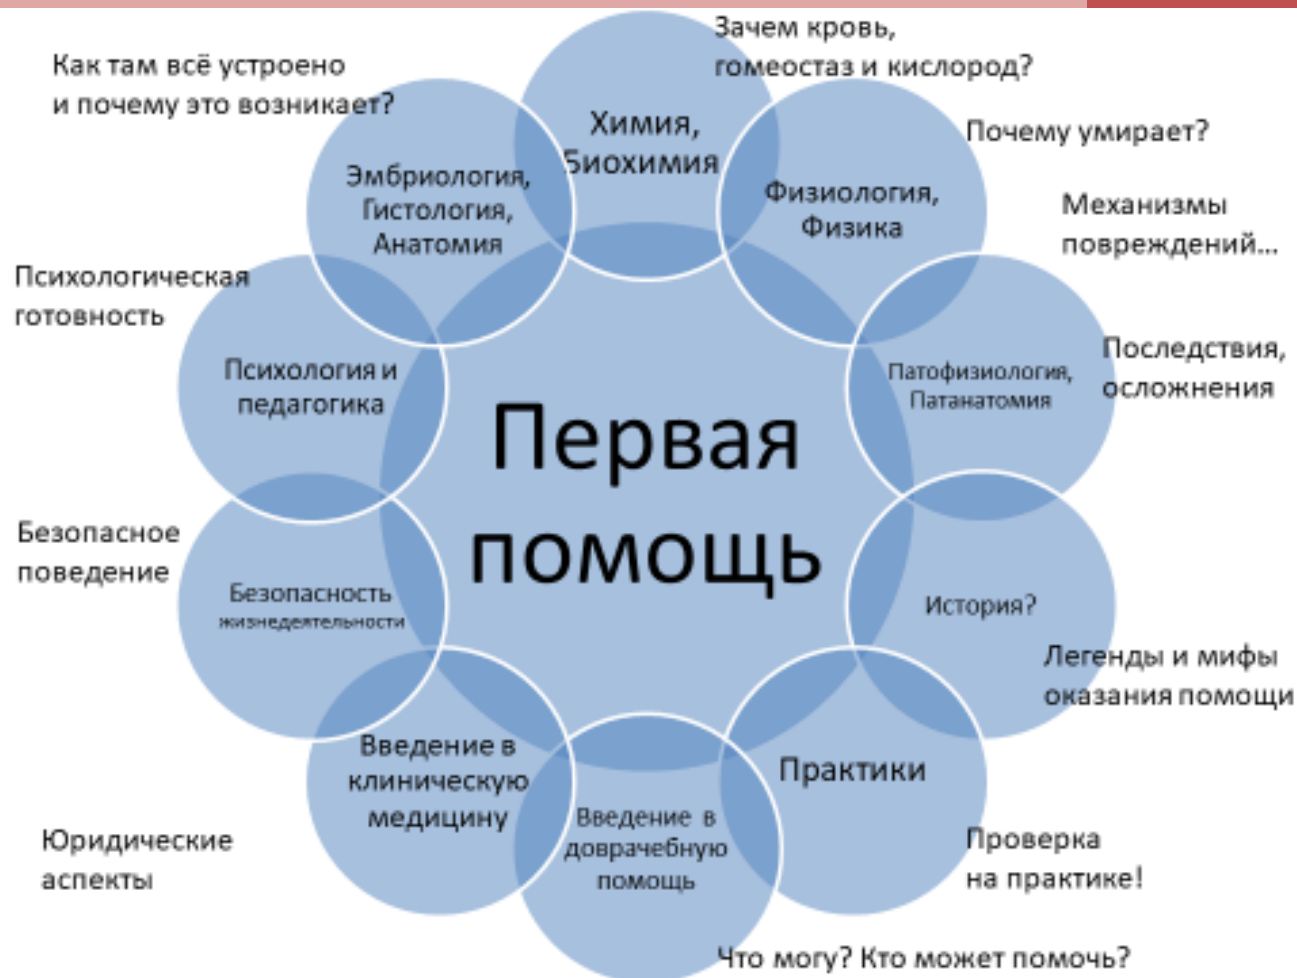 Зачем кровь,
гомеостаз и кислород?
Как там всё устроено
и почему это возникает?
Химия,
Биохимия
Почему умирает?
Эмбриология,
Гистология,
Анатомия
Физиология,
Физика
Механизмы
повреждений...
Психологическая
готовность
Психология и
педагогика
Патофизиология,
Патанатомия
Последствия,
осложнения
Первая
помощь
Безопасное
поведение
Безопасность
жизнедеятельности
История?
Легенды и мифы
оказания помощи
Введение в
клиническую
медицину
Практики
Введение в
доврачебную
помощь
Юридические
аспекты
Проверка
на практике!
Что могу? Кто может помочь?